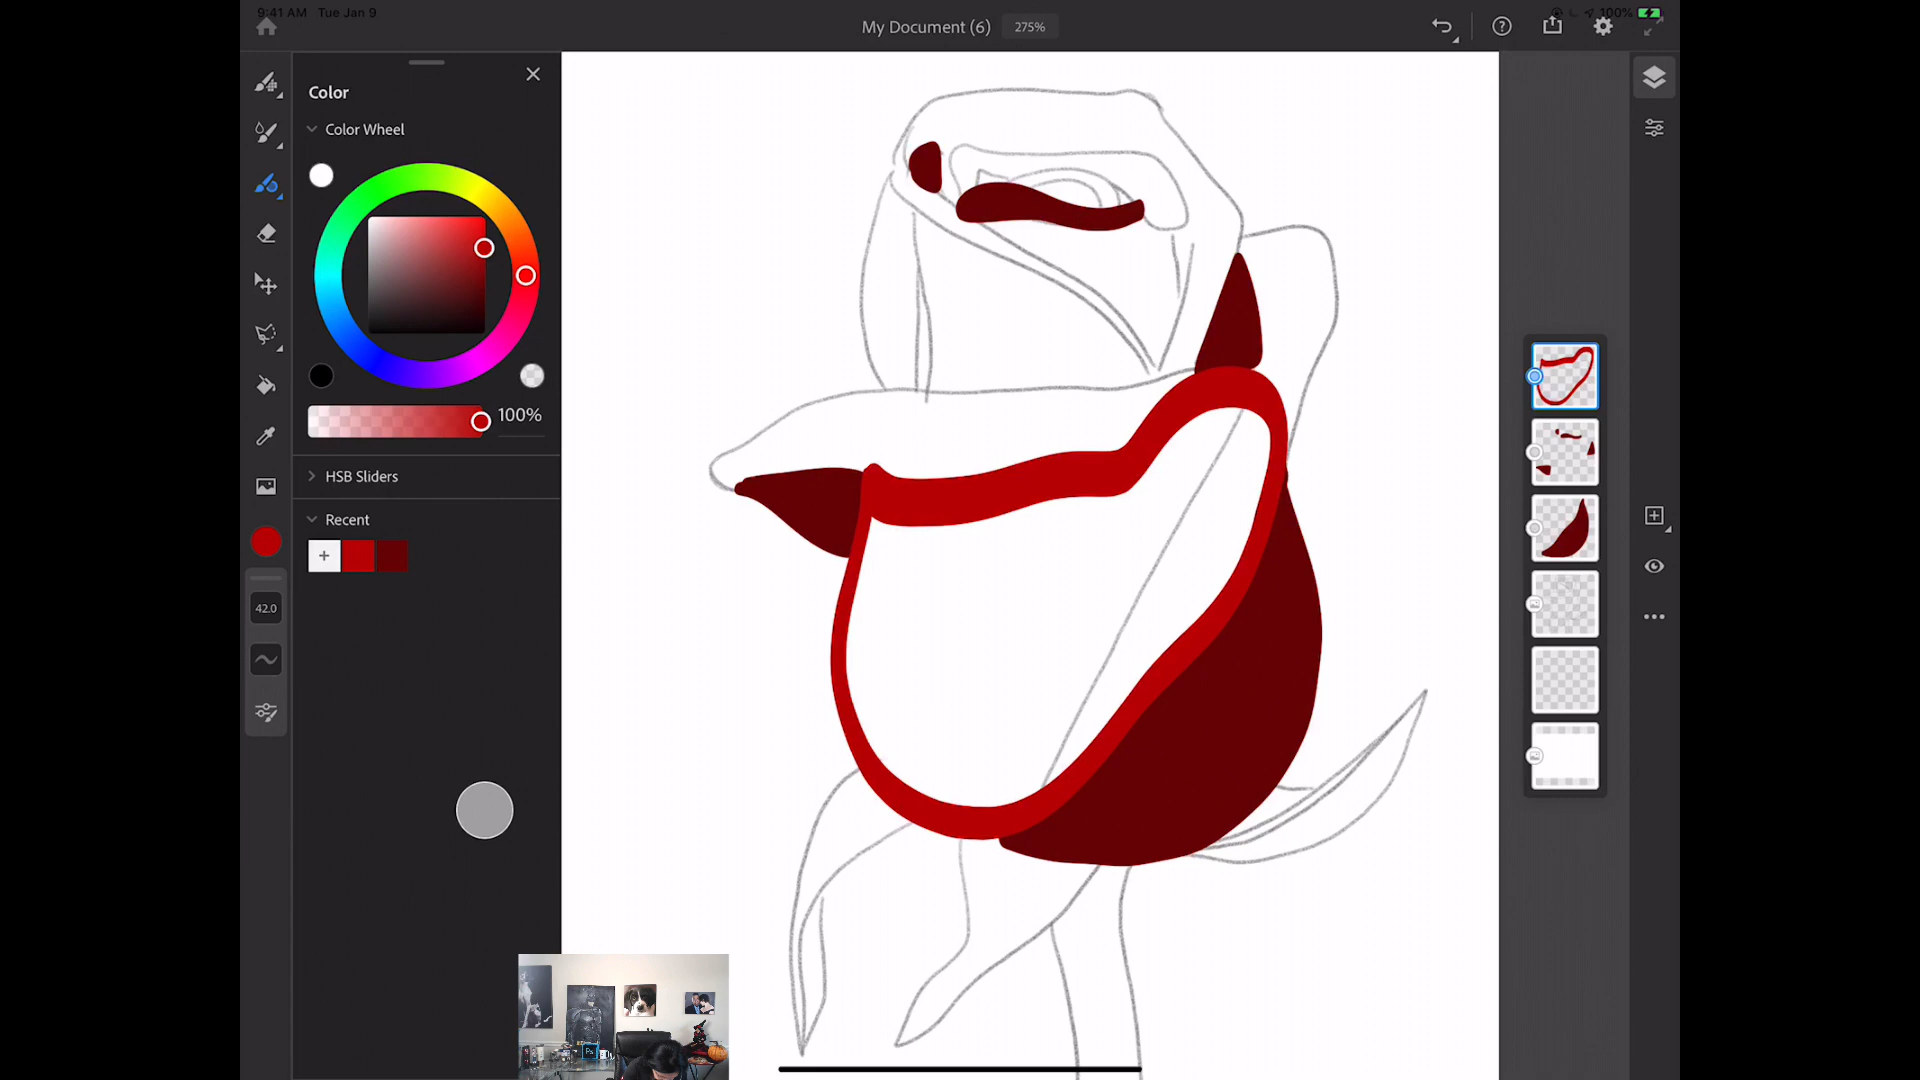 9:41 AM Tue Jan 9
100%
My Document (6) 275%
Color
Color Wheel
100%
HSB Sliders
Recent
42.0
Ps